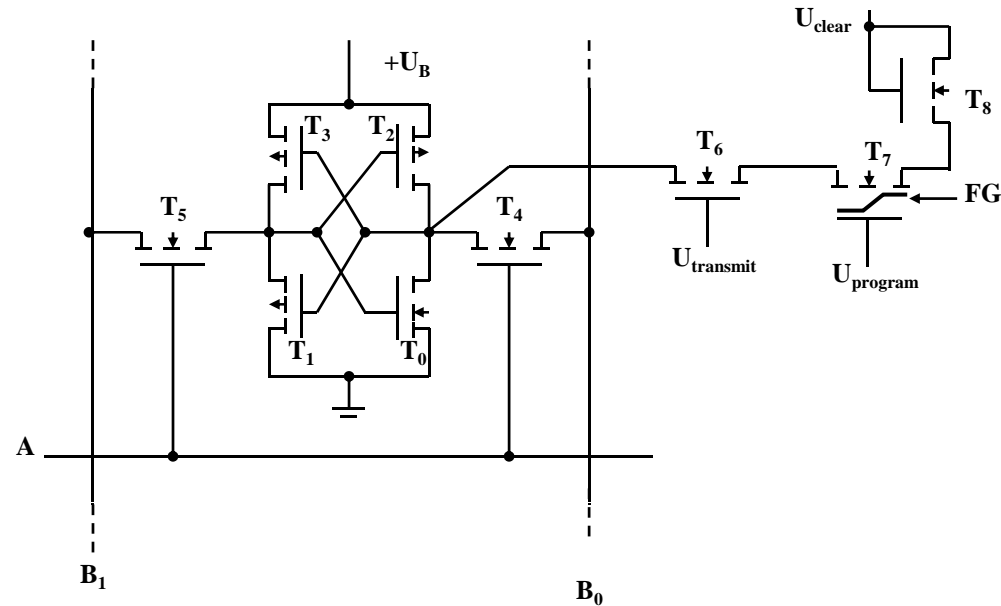 U_clear
+U_B
T_3
T_2
T_8
T_6
T_7
T_5
T_4
FG
U_transmit
U_program
T_1
T_0
A
B_1
B_0